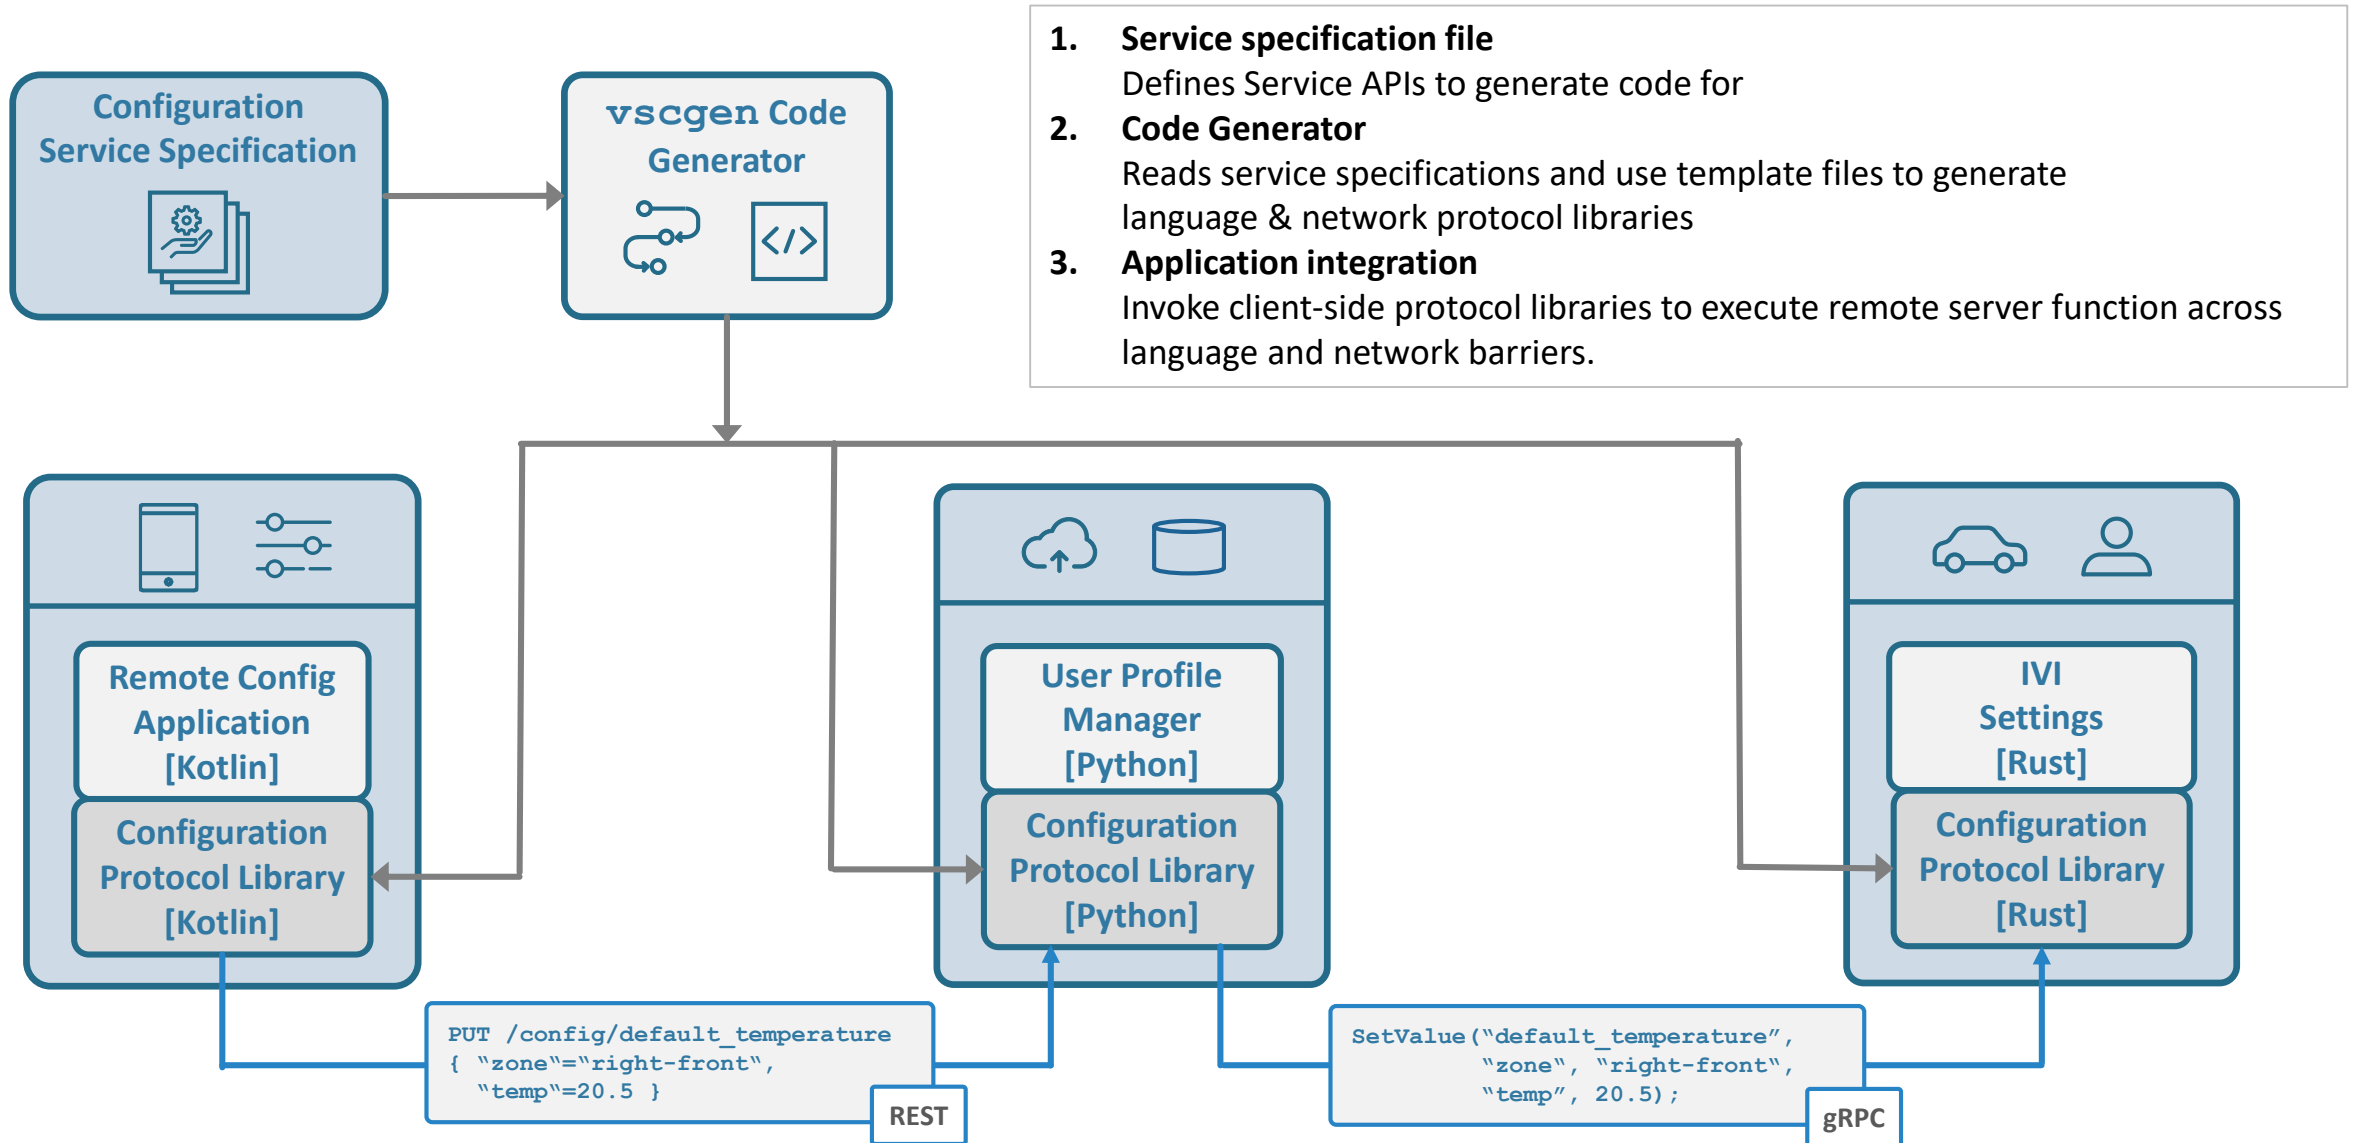 Configuration
Service Specification
vscgen Code
Generator
1. Service specification file
Defines Service APIs to generate code for
2. Code Generator
Reads service specifications and use template files to generate
language & network protocol libraries
3. Application integration
Invoke client-side protocol libraries to execute remote server function across
language and network barriers.
Remote Config
Application
[Kotlin]
Configuration
Protocol Library
[Kotlin]
User Profile
Manager
[Python]
Configuration
Protocol Library
[Python]
IVI
Settings
[Rust]
Configuration
Protocol Library
[Rust]
PUT /config/default_temperature
{ “zone“=“right-front“,
“temp“=20.5 }
REST
SetValue(“default_temperature”,
“zone“, “right-front“,
“temp”, 20.5);
gRPC